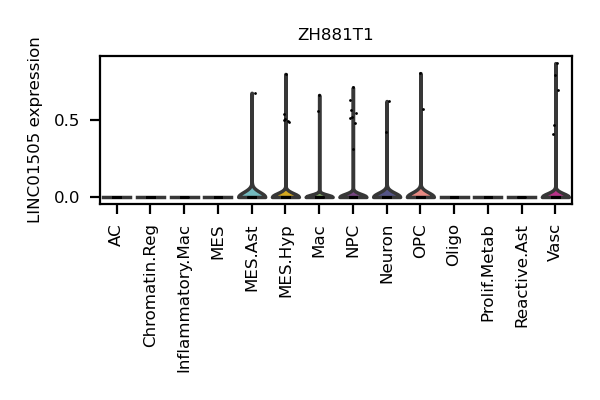 ZH881T1
LINC01505 expression
0.5
0.0
AC
Chromatin.Reg
Inflammatory.Mac
MES
MES.Ast
MES.Hyp
Mac
NPC
Neuron
OPC
Oligo
Prolif.Metab
Reactive.Ast
Vasc